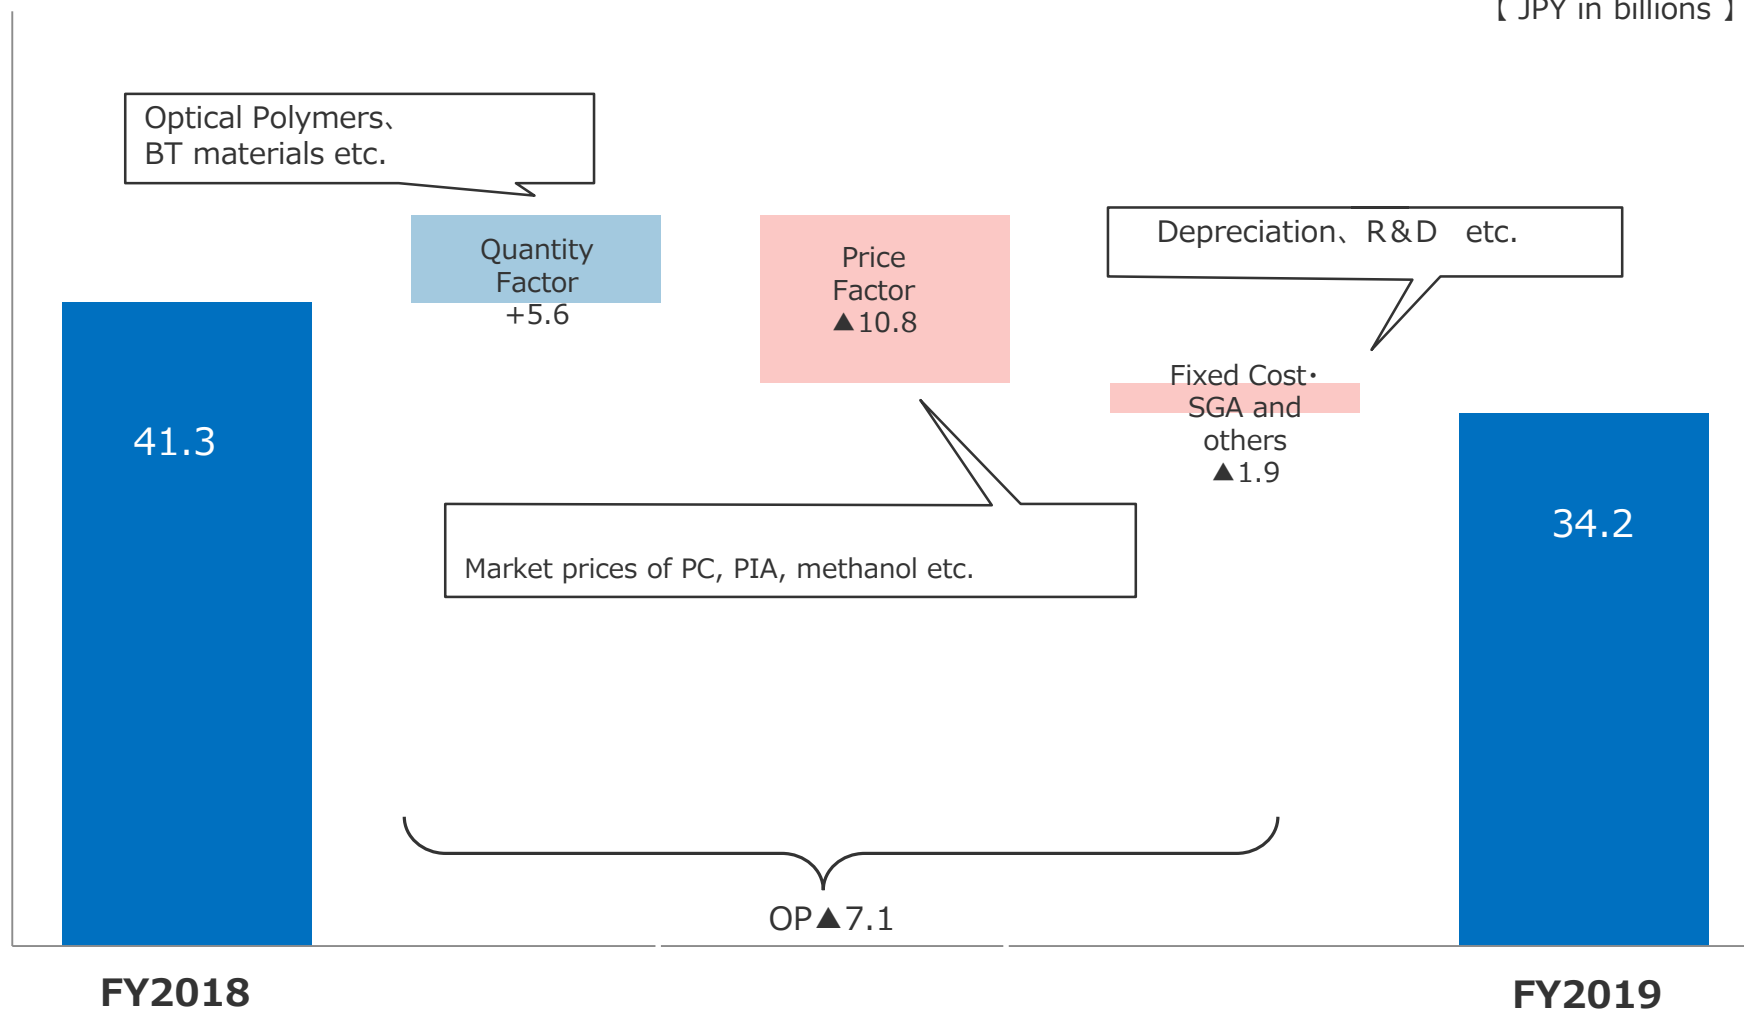 【 JPY in billions 】
Optical Polymers、
BT materials etc.
Quantity
Factor
+5.6
Price
Factor
▲10.8
Depreciation、R&D　etc.
Fixed Cost・
SGA and
others
▲1.9
41.3
34.2
Market prices of PC, PIA, methanol etc.
OP▲7.1
FY2018
FY2019